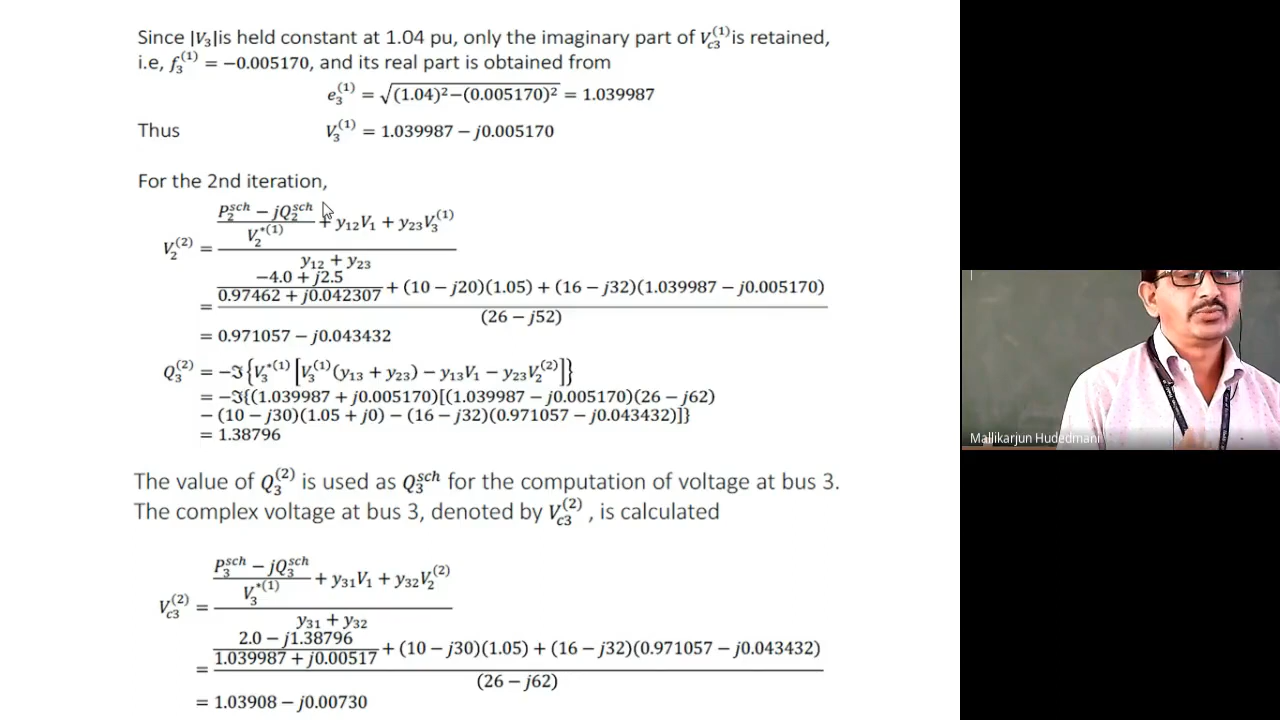 Since |V₃|is held constant at 1.04 pu, only the imaginary part of V_{c3}^{(1)} is retained,
i.e, f₃^{(1)} = −0.005170, and its real part is obtained from
e₃^{(1)} = √((1.04)²−(0.005170)²) = 1.039987
Thus V₃^{(1)} = 1.039987 − j0.005170
For the 2nd iteration,
V₂^{(2)} = ((P₂^{sch} − jQ₂^{sch})/V₂^{*(1)} + y₁₂V₁ + y₂₃V₃^{(1)})/(y₁₂ + y₂₃)
= ((−4.0 + j2.5)/(0.97462 + j0.042307) + (10 − j20)(1.05) + (16 − j32)(1.039987 − j0.005170))/(26 − j52)
= 0.971057 − j0.043432
Q₃^{(2)} = −ℑ{V₃^{*(1)}[V₃^{(1)}(y₁₃ + y₂₃) − y₁₃V₁ − y₂₃V₂^{(2)}]}
= −ℑ{(1.039987 + j0.005170)[(1.039987 − j0.005170)(26 − j62)
− (10 − j30)(1.05 + j0) − (16 − j32)(0.971057 − j0.043432)]}
= 1.38796
The value of Q₃^{(2)} is used as Q₃^{sch} for the computation of voltage at bus 3.
The complex voltage at bus 3, denoted by V_{c3}^{(2)} , is calculated
V_{c3}^{(2)} = ((P₃^{sch} − jQ₃^{sch})/V₃^{*(1)} + y₃₁V₁ + y₃₂V₂^{(2)})/(y₃₁ + y₃₂)
= ((2.0 − j1.38796)/(1.039987 + j0.00517) + (10 − j30)(1.05) + (16 − j32)(0.971057 − j0.043432))/(26 − j62)
= 1.03908 − j0.00730
Mallikarjun Hudedmani